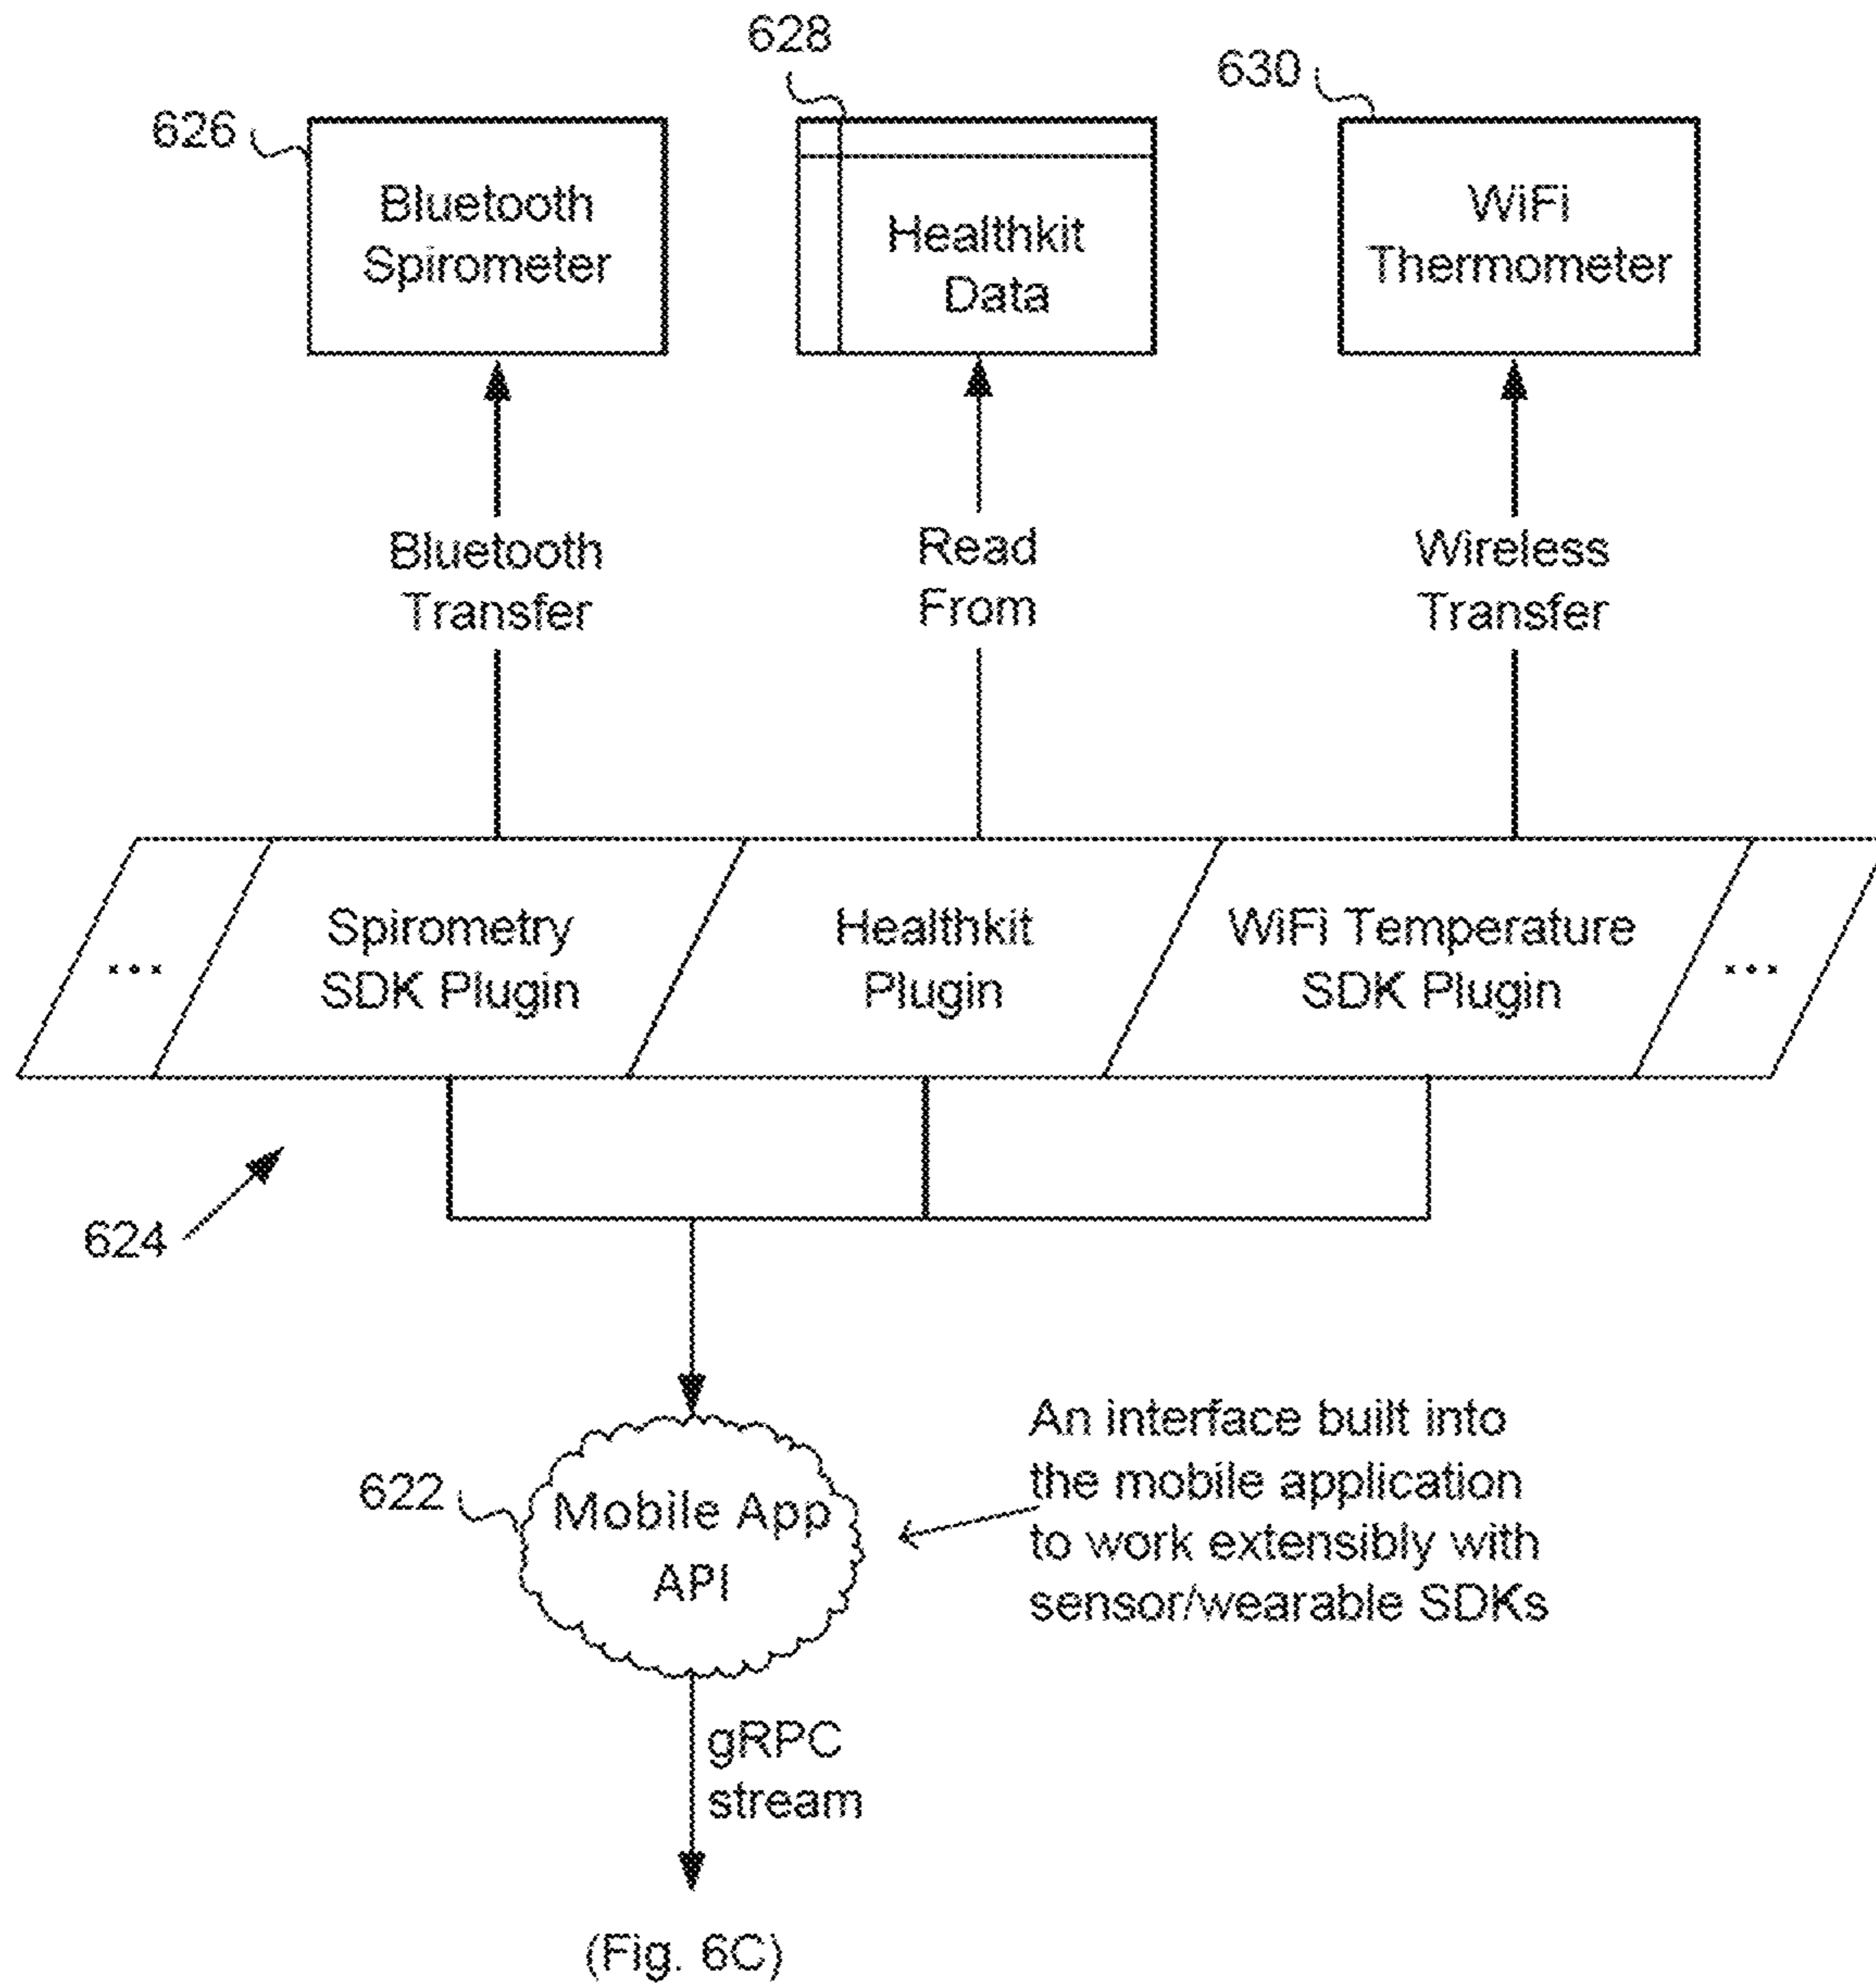 628
630
626
Bluetooth
Spirometer
Healthkit
Data
WiFi
Thermometer
Bluetooth
Transfer
Read
From
Wireless
Transfer
...
Spirometry
SDK Plugin
Healthkit
Plugin
WiFi Temperature
SDK Plugin
...
624
622
Mobile App
API
An interface built into
the mobile application
to work extensibly with
sensor/wearable SDKs
gRPC
stream
(Fig. 6C)